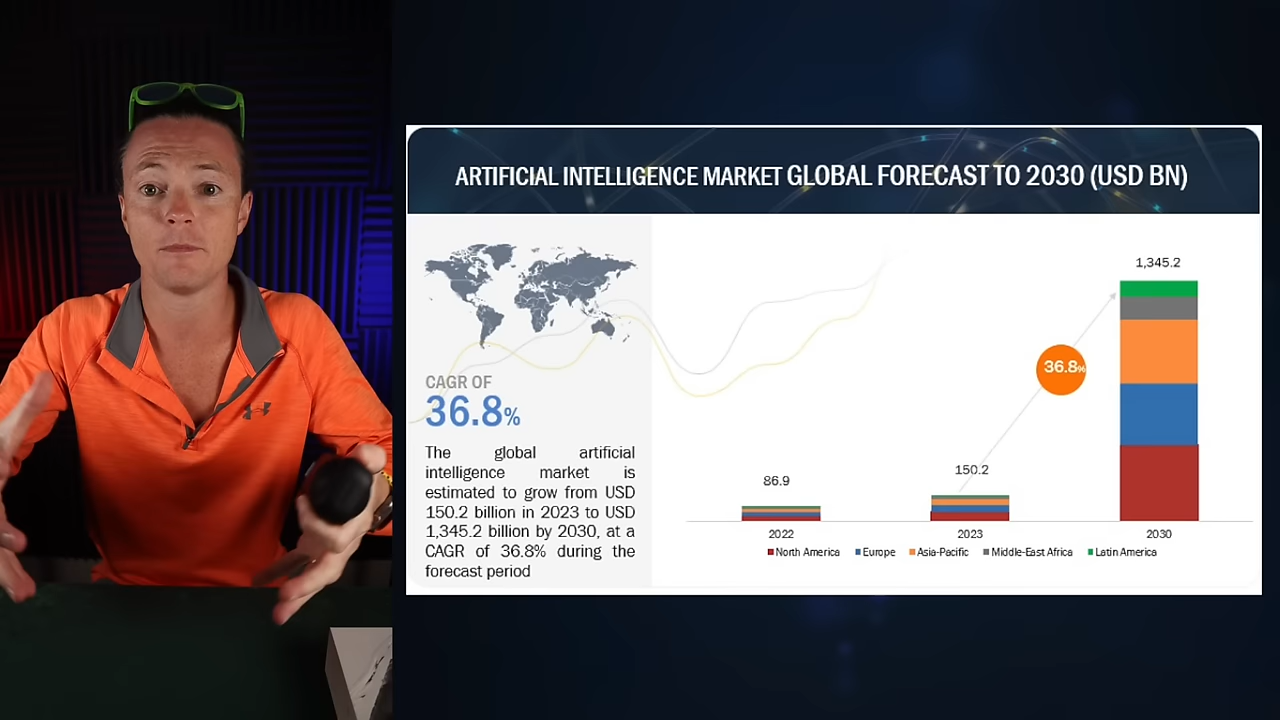 ARTIFICIAL INTELLIGENCE MARKET GLOBAL FORECAST TO 2030 (USD BN)
CAGR OF
36.8%
The global artificial
intelligence market is
estimated to grow from USD
150.2 billion in 2023 to USD
1,345.2 billion by 2030, at a
CAGR of 36.8% during the
forecast period
86.9
150.2
36.8%
1,345.2
2022
2023
2030
North America
Europe
Asia-Pacific
Middle-East Africa
Latin America